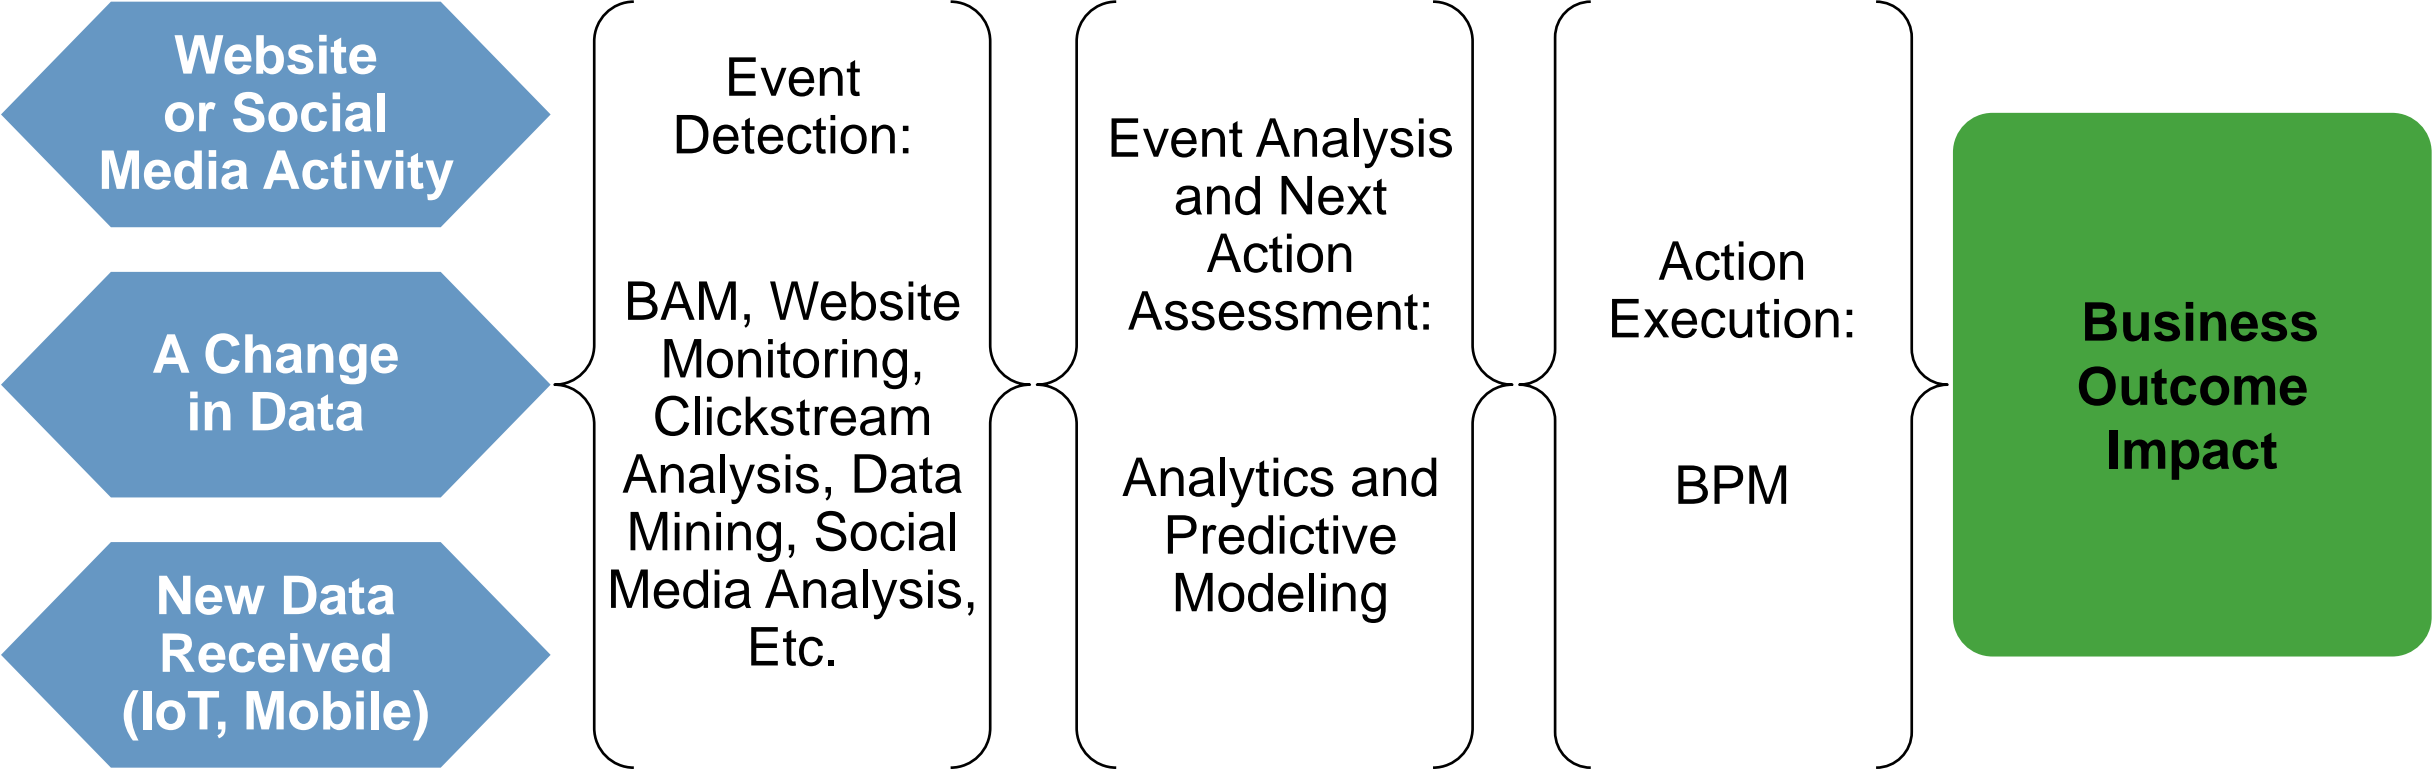 Website
or Social
Media Activity
A Change
in Data
New Data
Received
(IoT, Mobile)
Event
Detection:
BAM, Website
Monitoring,
Clickstream
Analysis, Data
Mining, Social
Media Analysis,
Etc.
Event Analysis
and Next
Action
Assessment:
Analytics and
Predictive
Modeling
Action
Execution:
BPM
Business
Outcome
Impact